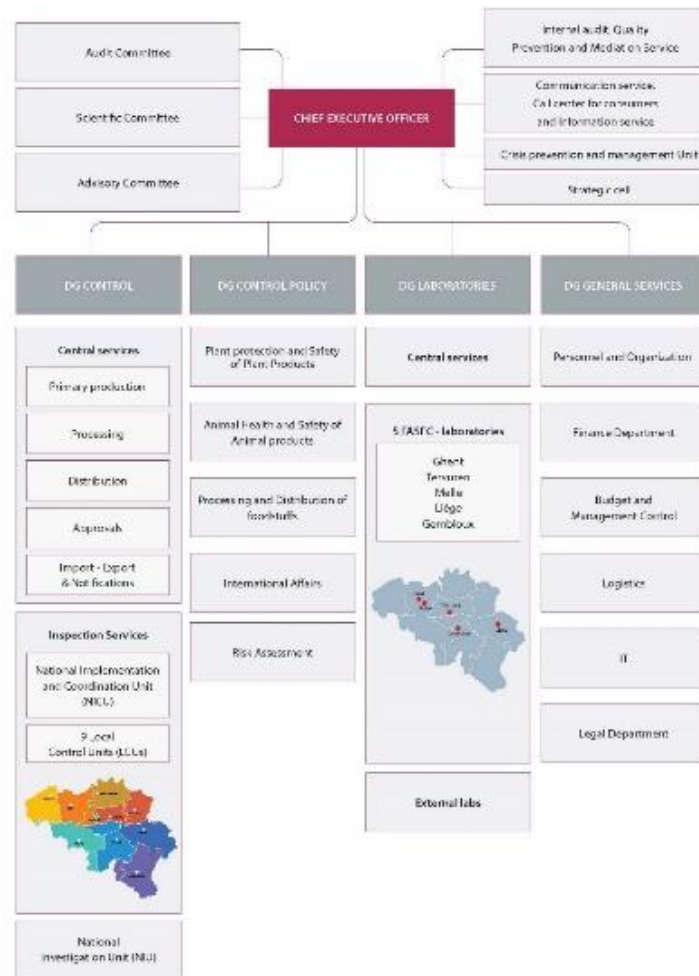 Audit Committee
Scientific Committee
Advisory Committee
CHIEF EXECUTIVE OFFICER
Internal audit, Quality
Prevention and Mediation Service
Communication service,
Call center for consumers
and information service
Crisis prevention and management Unit
Strategic cell
DG CONTROL
Central services
Primary production
Processing
Distribution
Approvals
Import - Export
& Notifications
Inspection Services
National Implementation
and Coordination Unit
(NICU)
9 Local
Control Units (LCUs)
National
Investigation Unit (NIU)
DG CONTROL POLICY
Plant protection and Safety
of Plant Products
Animal Health and Safety of
Animal products
Processing and Distribution of
foodstuffs
International Affairs
Risk Assessment
DG LABORATORIES
Central services
5 FASFC - laboratories
Ghent
Tervuren
Melle
Liège
Gembloux
External labs
DG GENERAL SERVICES
Personnel and Organization
Finance Department
Budget and
Management Control
Logistics
IT
Legal Department